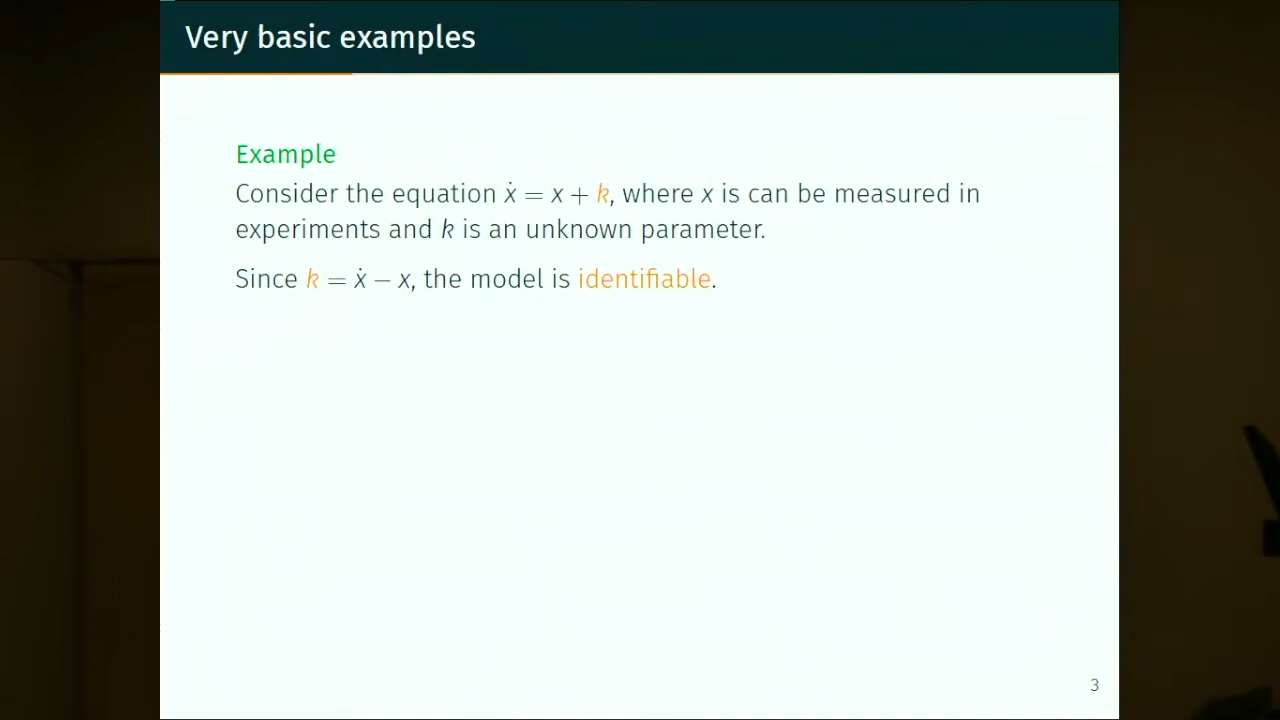 Very basic examples
Example
Consider the equation ẋ = x + k, where x is can be measured in
experiments and k is an unknown parameter.
Since k = ẋ − x, the model is identifiable.
3